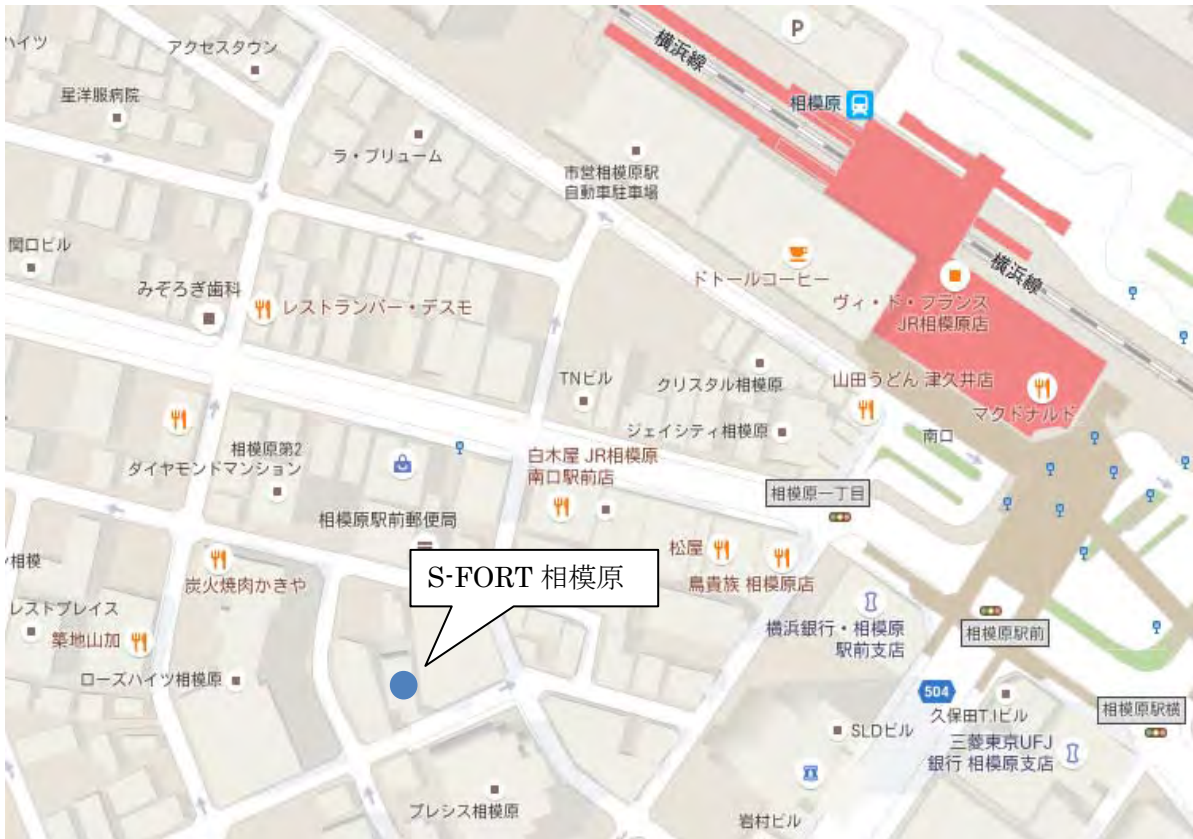 ハイツ
アクセスタウン
横浜線
P
星洋服病院
相模原
ラ・プリューム
市営相模原駅
自動車駐車場
関口ビル
みぞろぎ歯科
レストランバー・デスモ
ドトールコーヒー
横浜線
ヴィ・ド・フランス
JR相模原店
TNビル
クリスタル相模原
山田うどん 津久井店
マクドナルド
相模原第2
ダイヤモンドマンション
白木屋 JR相模原
南口駅前店
ジェイシティ相模原
南口
相模原一丁目
相模原駅前郵便局
相模
炭火焼肉かきや
S-FORT 相模原
松屋
鳥貴族 相模原店
レストプレイス
築地山加
ローズハイツ相模原
横浜銀行・相模原
駅前支店
相模原駅前
504
久保田T.Iビル
相模原駅横
SLDビル
三菱東京UFJ
銀行 相模原支店
プレシス相模原
岩村ビル